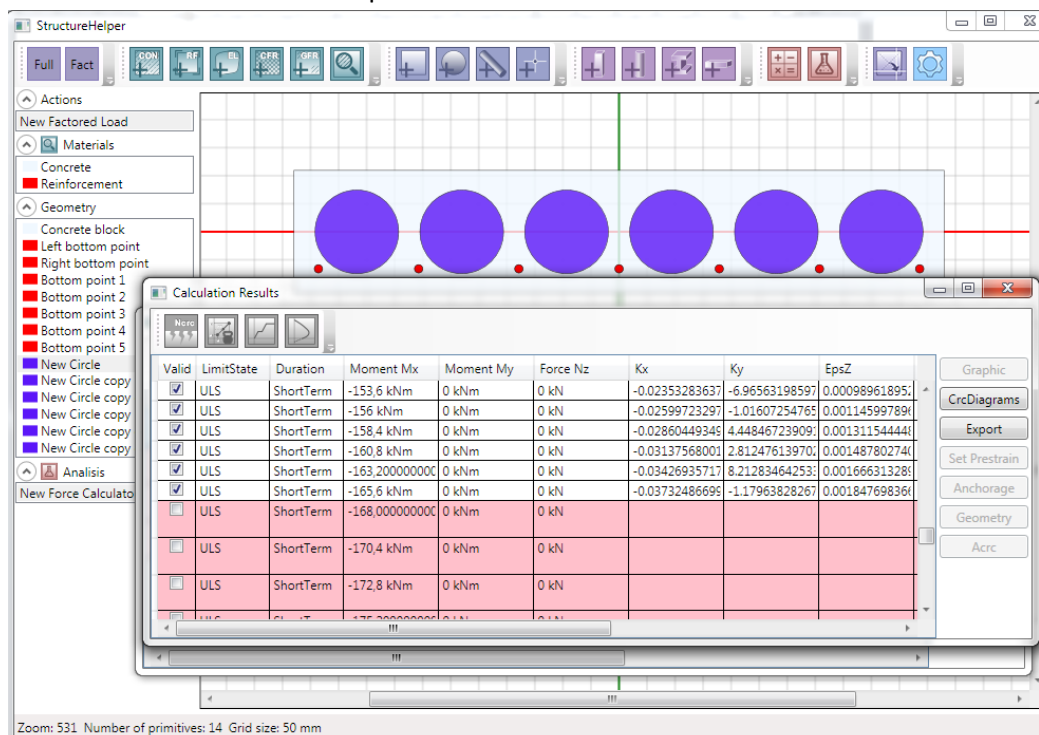 StructureHelper
Full Fact CON RF EL CFR GFR
Actions
New Factored Load
Materials
Concrete
Reinforcement
Geometry
Concrete block
Left bottom point
Right bottom point
Bottom point 1
Bottom point 2
Bottom point 3
Bottom point 4
Bottom point 5
New Circle
New Circle copy
New Circle copy
New Circle copy
New Circle copy
New Circle copy
Analisis
New Force Calculato
Calculation Results
Ncrc
Valid LimitState Duration Moment Mx Moment My Force Nz Kx Ky EpsZ
ULS ShortTerm -153,6 kNm 0 kNm 0 kN -0.02353283637 -6.96563198597 0.00098961895
ULS ShortTerm -156 kNm 0 kNm 0 kN -0.02599723297 -1.01607254765 0.00114599789
ULS ShortTerm -158,4 kNm 0 kNm 0 kN -0.02860449349 4.44846723909 0.00131154444
ULS ShortTerm -160,8 kNm 0 kNm 0 kN -0.03137568001 2.81247613970 0.00148780274
ULS ShortTerm -163,200000000 0 kNm 0 kN -0.03426935717 8.21283464253 0.00166631328
ULS ShortTerm -165,6 kNm 0 kNm 0 kN -0.03732486699 -1.17963828267 0.00184769836
ULS ShortTerm -168,000000000 0 kNm 0 kN
ULS ShortTerm -170,4 kNm 0 kNm 0 kN
ULS ShortTerm -172,8 kNm 0 kNm 0 kN
Graphic
CrcDiagrams
Export
Set Prestrain
Anchorage
Geometry
Acrc
Zoom: 531 Number of primitives: 14 Grid size: 50 mm